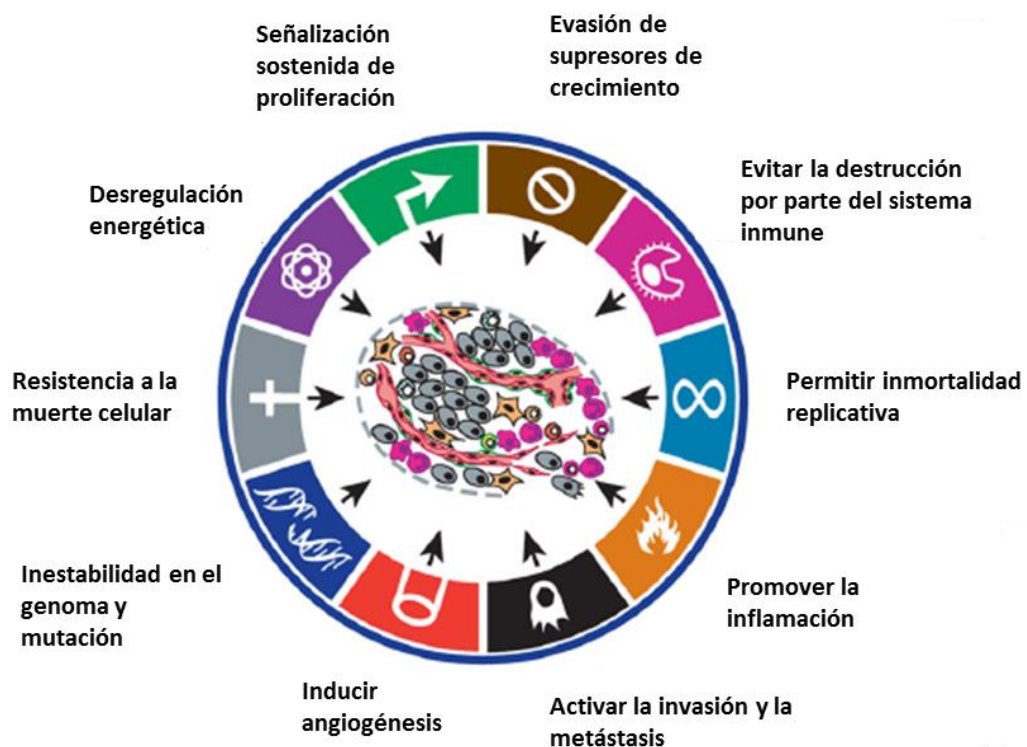 Señalización
sostenida de
proliferación
Evasión de
supresores de
crecimiento
Evitar la destrucción
por parte del sistema
inmune
Permitir inmortalidad
replicativa
Promover la
inflamación
Activar la invasión y la
metástasis
Inducir
angiogénesis
Inestabilidad en el
genoma y
mutación
Resistencia a la
muerte celular
Desregulación
energética